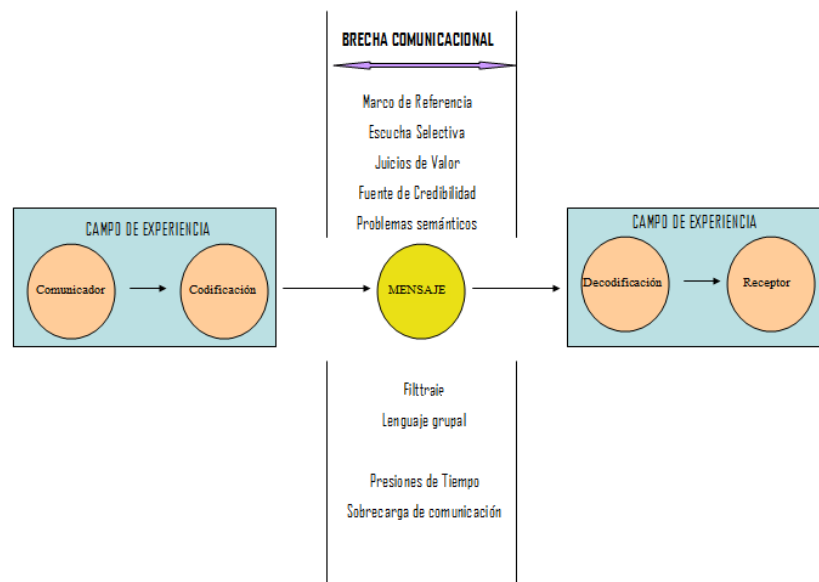 BRECHA COMUNICACIONAL
Marco de Referencia
Escucha Selectiva
Juicios de Valor
Fuente de Credibilidad
Problemas semánticos
CAMPO DE EXPERIENCIA
Comunicador
Codificación
MENSAJE
CAMPO DE EXPERIENCIA
Decodificación
Receptor
Filttraje
Lenguaje grupal
Presiones de Tiempo
Sobrecarga de comunicación